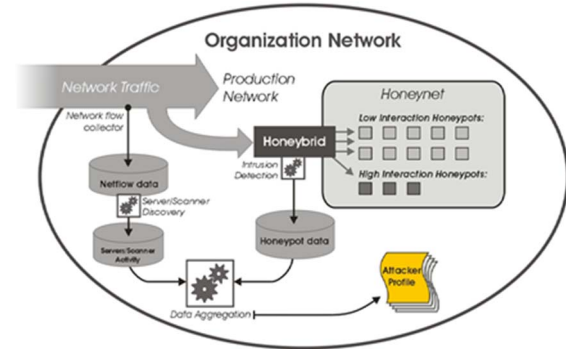 Organization Network
Network Traffic
Production
Network
Network flow
collector
Honeynet
Low Interaction Honeypots:
Honeybrid
Intrusion
Detection
High Interaction Honeypots:
Netflow data
Server/Scanner
Discovery
Servers/Scanner
Activity
Honeypot data
Data Aggregation
Attacker
Profile